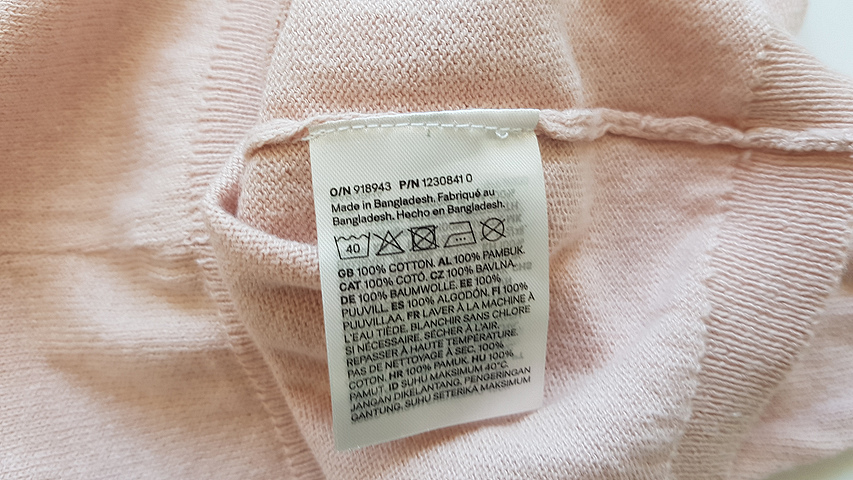 O/N 918943 P/N 1230841 0
Made in Bangladesh. Fabriqué au
Bangladesh. Hecho en Bangladesh.
40
GB 100% COTTON. AL 100% PAMBUK.
CAT 100% COTÓ. CZ 100% BAVLNA.
DE 100% BAUMWOLLE. EE 100%
PUUVILL. ES 100% ALGODÓN. FI 100%
PUUVILLAA. FR LAVER À LA MACHINE À
L'EAU TIÈDE, BLANCHIR SANS CHLORE
SI NÉCESSAIRE, SÉCHER À L'AIR.
REPASSER À HAUTE TEMPÉRATURE.
PAS DE NETTOYAGE À SEC. 100%
COTON. HR 100% PAMUK. HU 100%
PAMUT. ID SUHU MAKSIMUM 40°C.
JANGAN DIKELANTANG, PENGERINGAN
GANTUNG, SUHU SETERIKA MAKSIMUM